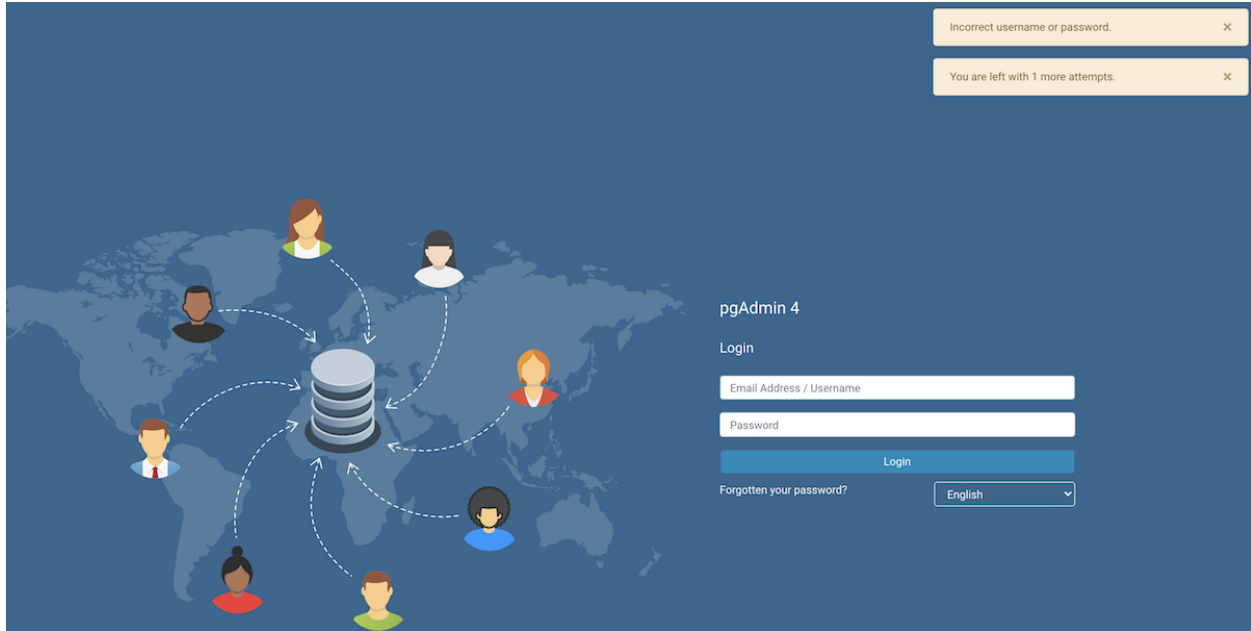 Incorrect username or password.
You are left with 1 more attempts.
pgAdmin 4
Login
Email Address / Username
Password
Login
Forgotten your password?
English